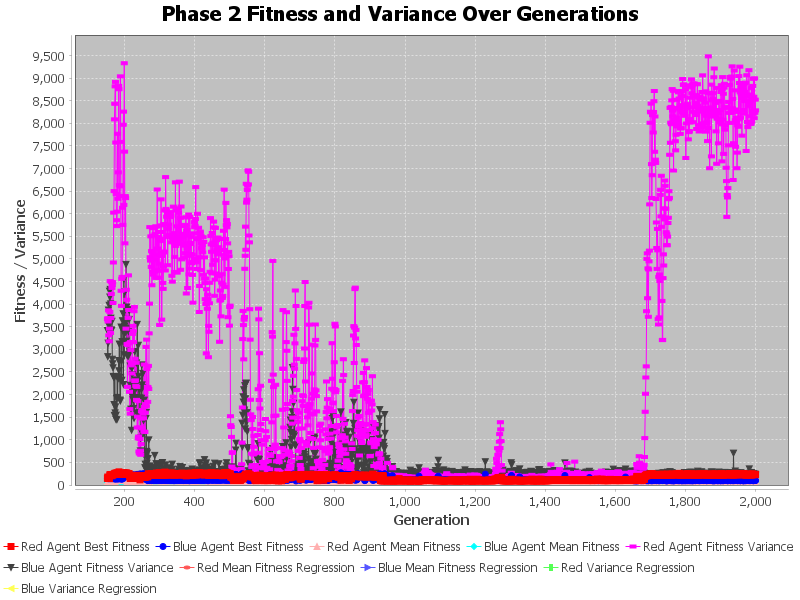 Phase 2 Fitness and Variance Over Generations
9,500
9,000
8,500
8,000
7,500
7,000
6,500
6,000
5,500
5,000
4,500
4,000
3,500
3,000
2,500
2,000
1,500
1,000
500
0
Fitness / Variance
200 400 600 800 1,000 1,200 1,400 1,600 1,800 2,000
Generation
Red Agent Best Fitness Blue Agent Best Fitness Red Agent Mean Fitness Blue Agent Mean Fitness Red Agent Fitness Variance
Blue Agent Fitness Variance Red Mean Fitness Regression Blue Mean Fitness Regression Red Variance Regression
Blue Variance Regression